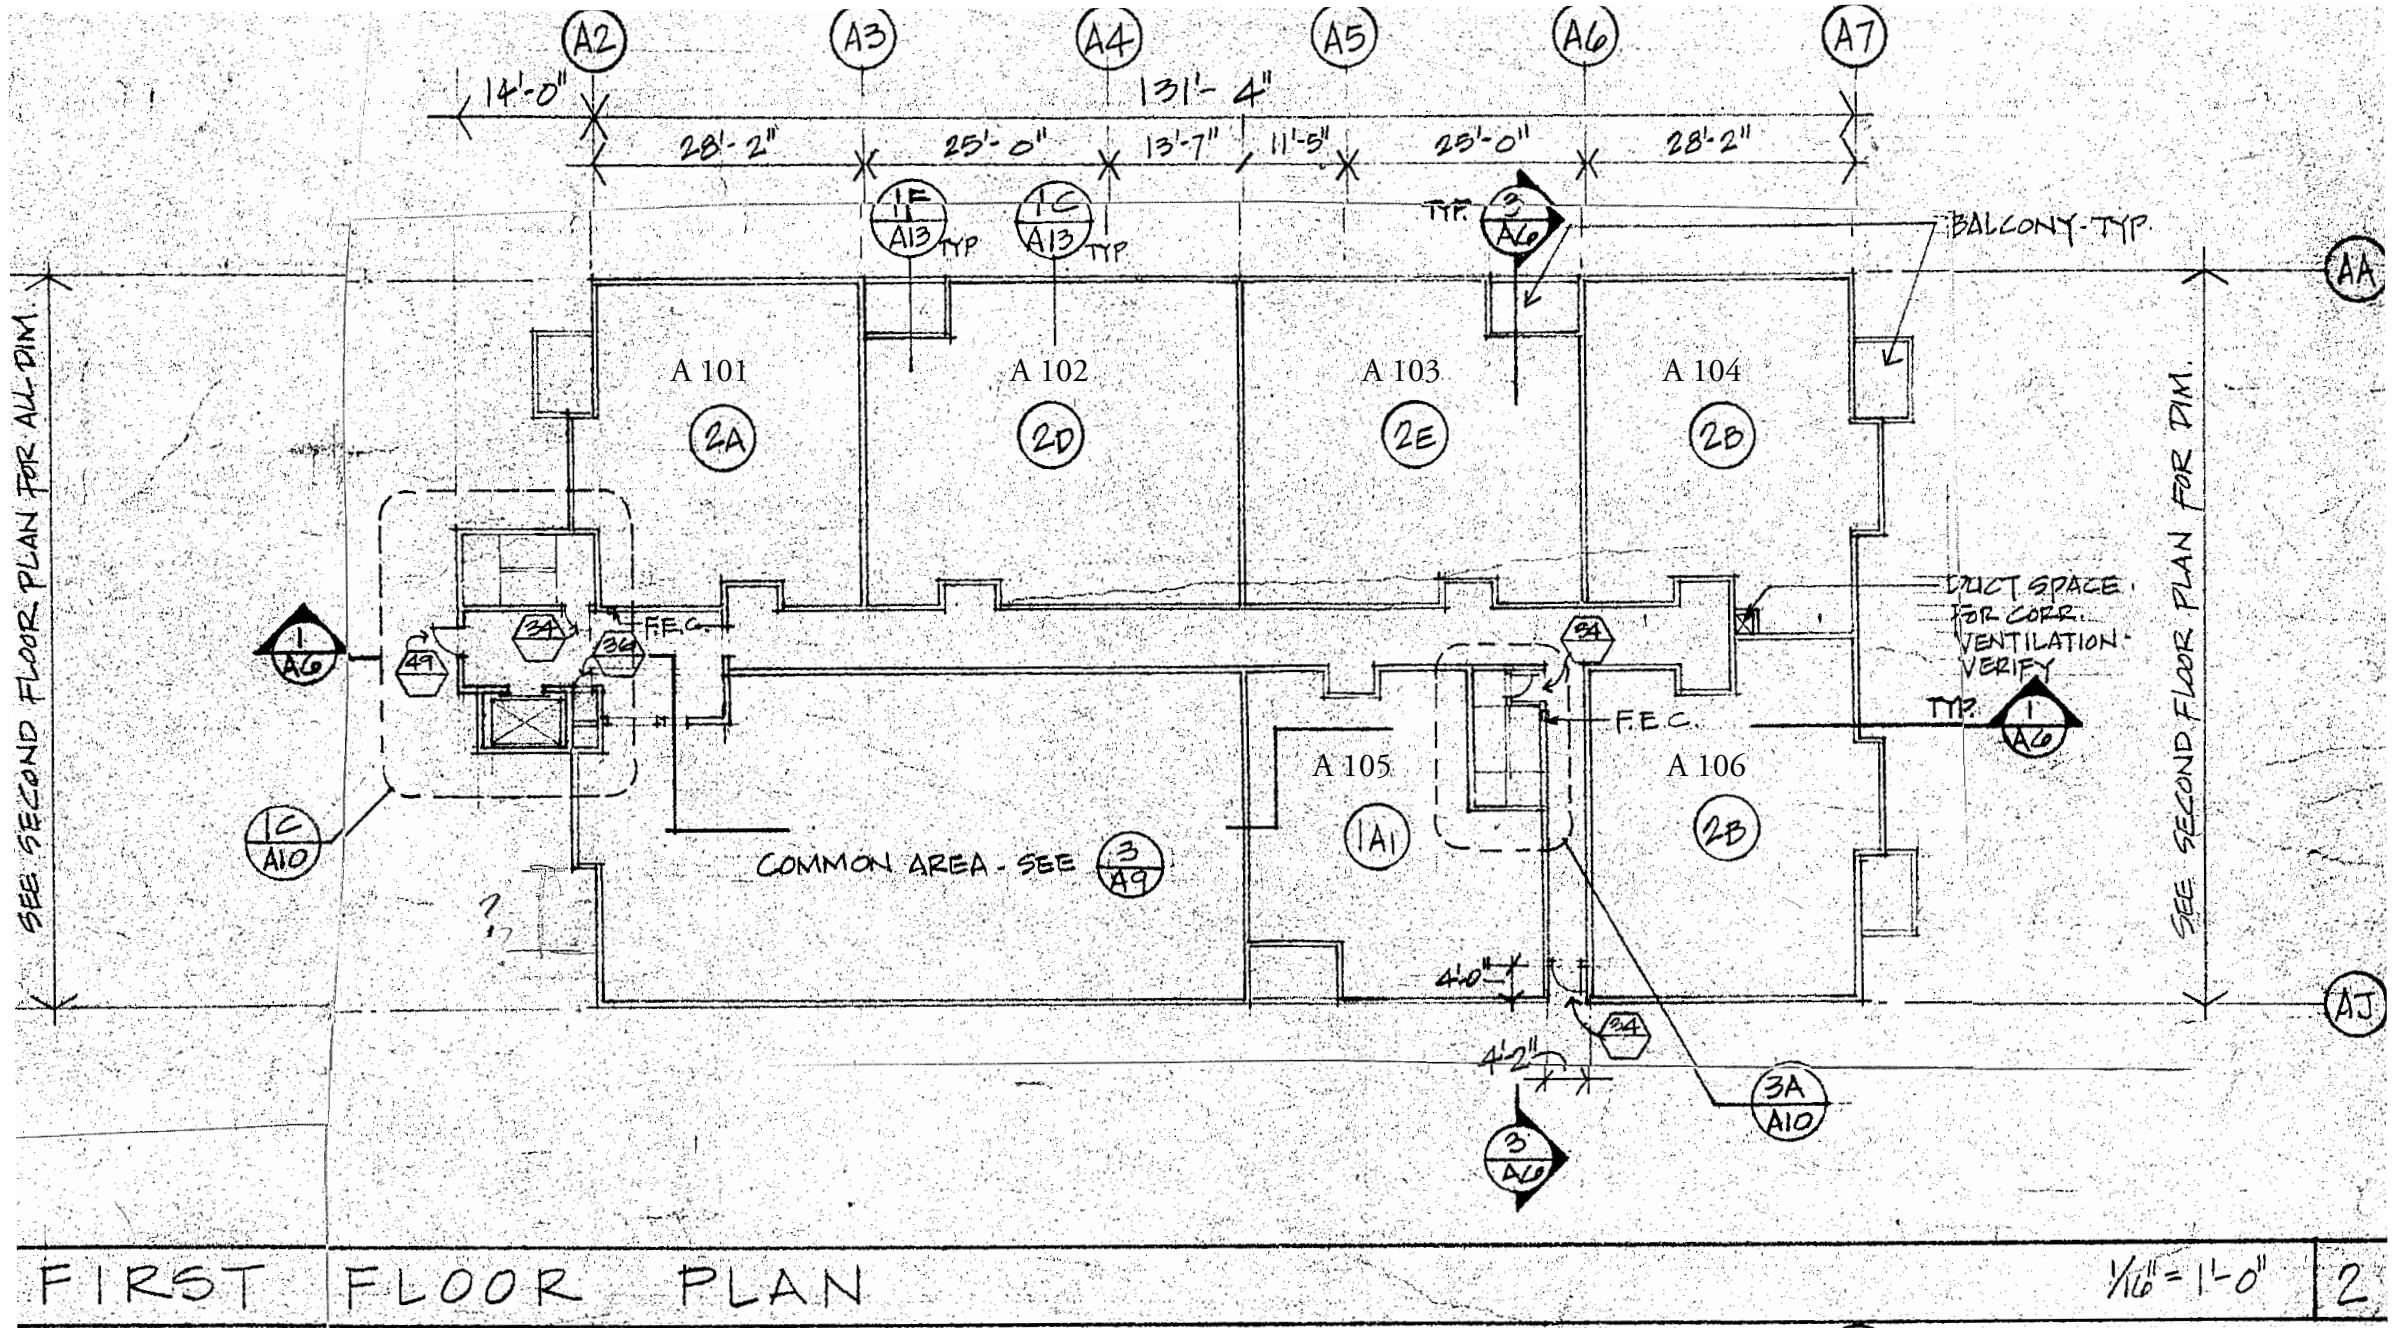 A2 A3 A4 A5 A6 A7
14'-0" 131'-4"
28'-2" 25'-0" 13'-7" 11'-5" 25'-0" 28'-2"
1F
A13 TYP
1C
A13 TYP
TYP. 3
A6
BALCONY-TYP.
AA
SEE SECOND FLOOR PLAN FOR ALL DIM.
SEE SECOND FLOOR PLAN FOR DIM.
A 101
2A
A 102
2D
A 103
2E
A 104
2B
DUCT SPACE
FOR CORR.
VENTILATION-
VERIFY
34
36
F.E.C.
49
34
1
A6
TYP. 1
A6
F.E.C.
A 105
1A1
A 106
2B
1C
A10
COMMON AREA - SEE 3
A9
?
4'-0"
AJ
34
4'-2"
3A
A10
3
A6
FIRST FLOOR PLAN
1/16" = 1'-0" 2